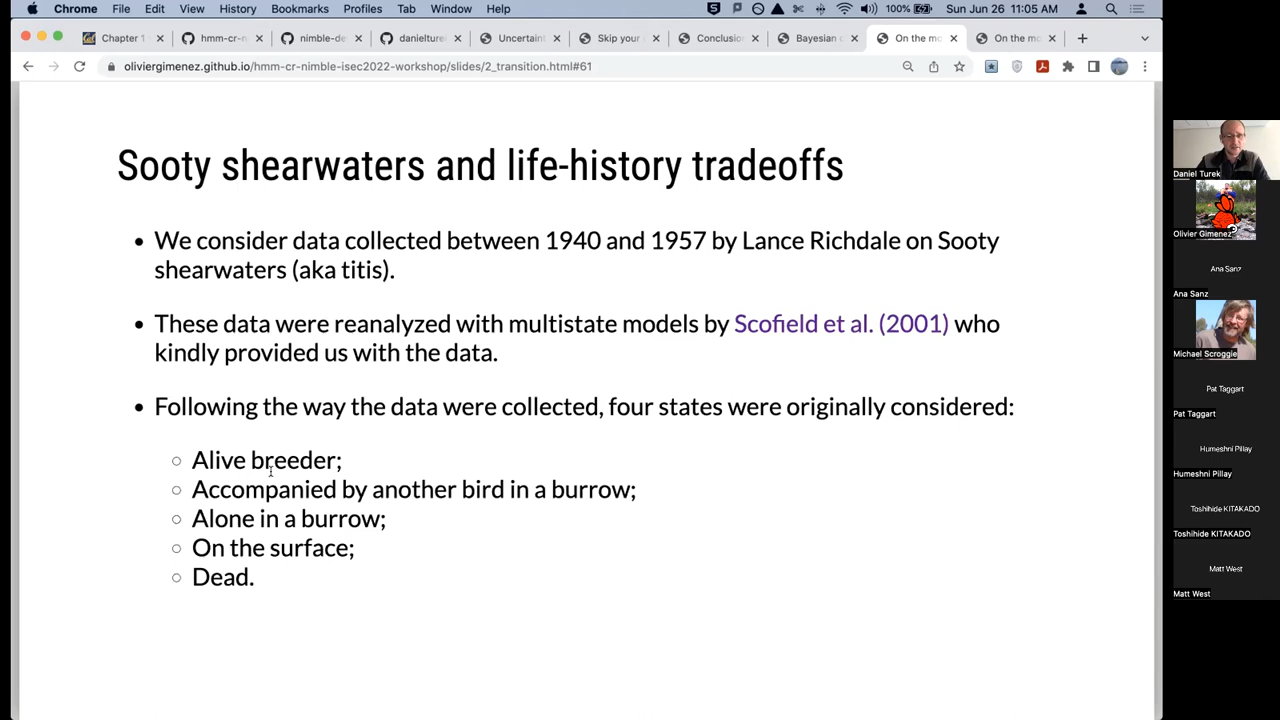 Chrome File Edit View History Bookmarks Profiles Tab Window Help 100% Sun Jun 26 11:05 AM
Chapter 1 hmm-cr-n nimble-de danielture Uncertain Skip your Conclusion Bayesian c On the mo On the mo
oliviergimenez.github.io/hmm-cr-nimble-isec2022-workshop/slides/2_transition.html#61
Sooty shearwaters and life-history tradeoffs
• We consider data collected between 1940 and 1957 by Lance Richdale on Sooty
shearwaters (aka titis).
• These data were reanalyzed with multistate models by Scofield et al. (2001) who
kindly provided us with the data.
• Following the way the data were collected, four states were originally considered:
○ Alive breeder;
○ Accompanied by another bird in a burrow;
○ Alone in a burrow;
○ On the surface;
○ Dead.
Daniel Turek
Olivier Gimenez
Ana Sanz
Ana Sanz
Michael Scroggie
Pat Taggart
Pat Taggart
Humeshni Pillay
Humeshni Pillay
Toshihide KITAKADO
Toshihide KITAKADO
Matt West
Matt West